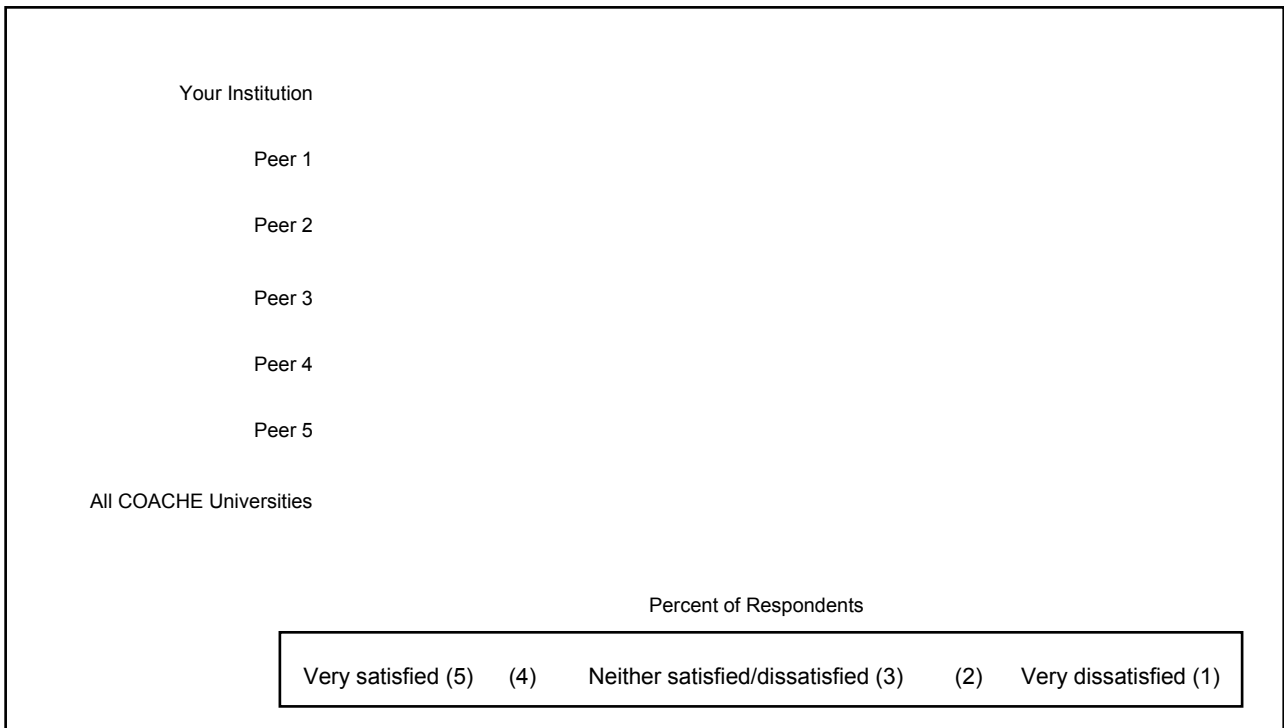 Your Institution
Peer 1
Peer 2
Peer 3
Peer 4
Peer 5
All COACHE Universities
Percent of Respondents
Very satisfied (5) (4) Neither satisfied/dissatisfied (3) (2) Very dissatisfied (1)